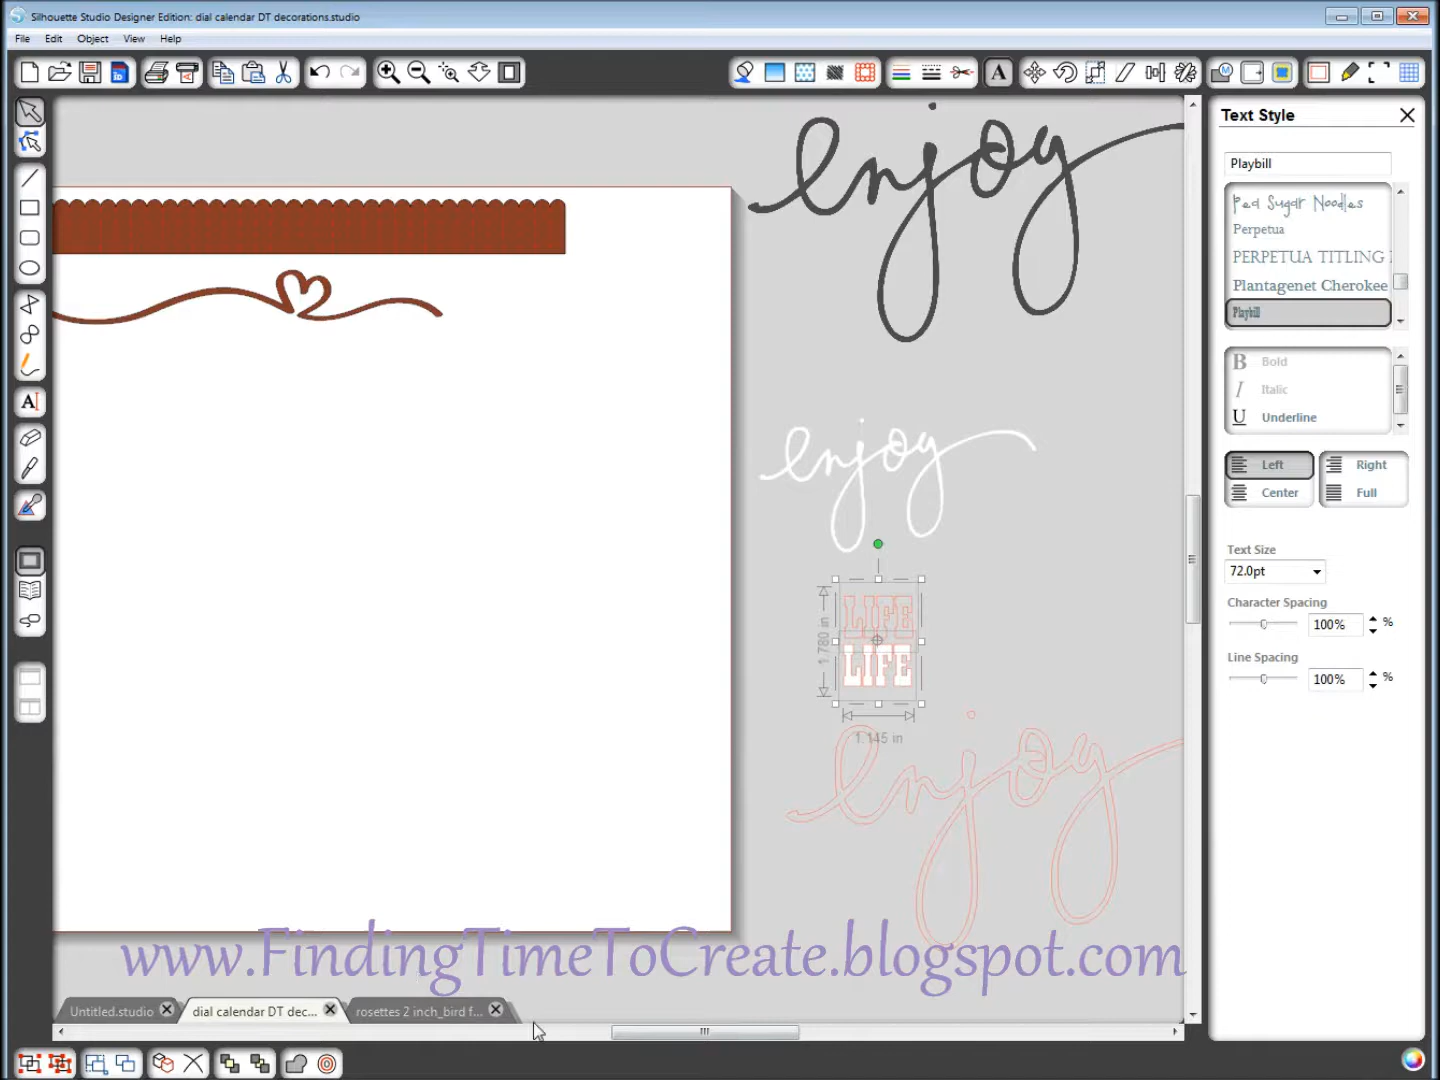 Silhouette Studio Designer Edition: dial calendar DT decorations.studio
File Edit Object View Help
Text Style
Playbill
Pea Sugar Noodles
Perpetua
PERPETUA TITLING
Plantagenet Cherokee
Playbill
B Bold
I Italic
U Underline
Left Right
Center Full
Text Size
72.0pt
Character Spacing
100% %
Line Spacing
100% %
enjoy
enjoy
LIFE
LIFE
1.780 in
1.145 in
enjoy
www.FindingTimeToCreate.blogspot.com
Untitled.studio dial calendar DT dec... rosettes 2 inch_bird f...